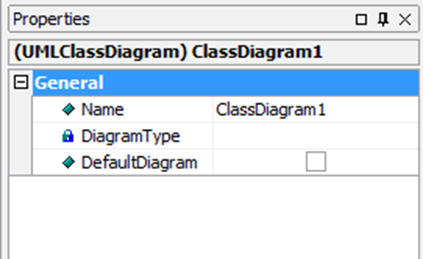 Properties
(UMLClassDiagram) ClassDiagram1
General
Name ClassDiagram1
DiagramType
DefaultDiagram